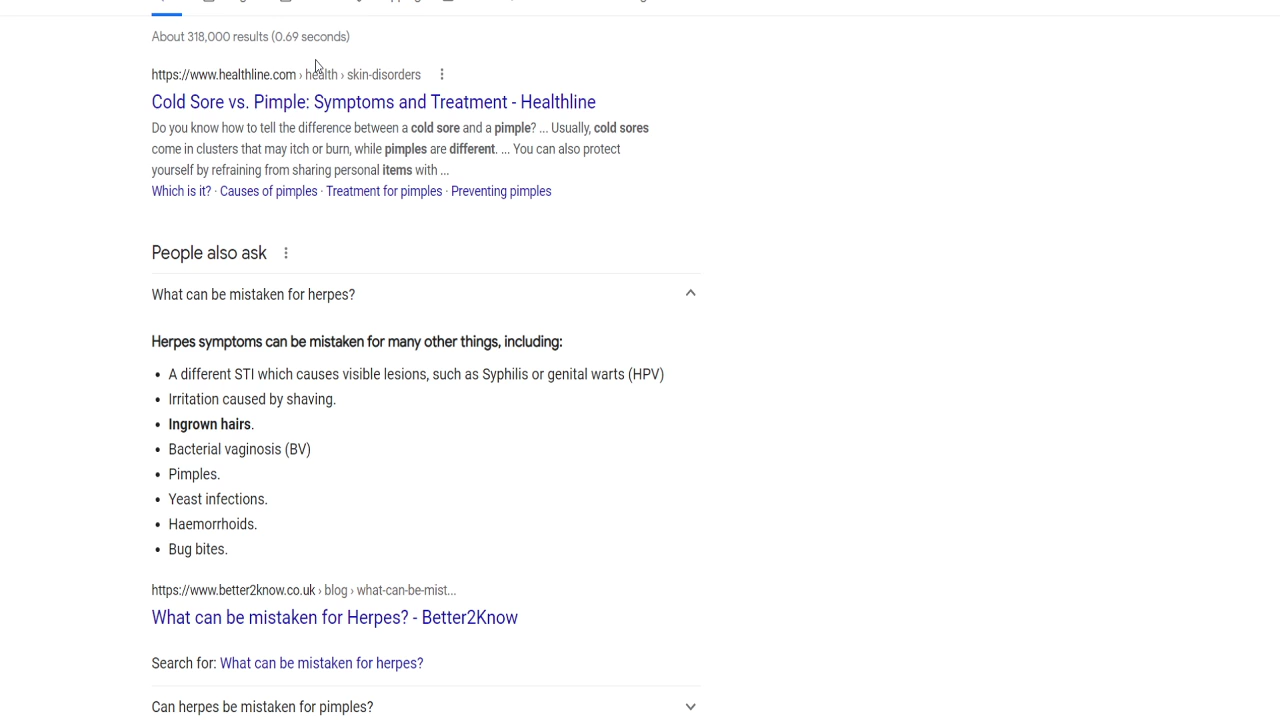 About 318,000 results (0.69 seconds)
https://www.healthline.com › health › skin-disorders
Cold Sore vs. Pimple: Symptoms and Treatment - Healthline
Do you know how to tell the difference between a cold sore and a pimple? ... Usually, cold sores
come in clusters that may itch or burn, while pimples are different. ... You can also protect
yourself by refraining from sharing personal items with ...
Which is it? · Causes of pimples · Treatment for pimples · Preventing pimples
People also ask
What can be mistaken for herpes?
Herpes symptoms can be mistaken for many other things, including:
• A different STI which causes visible lesions, such as Syphilis or genital warts (HPV)
• Irritation caused by shaving.
• Ingrown hairs.
• Bacterial vaginosis (BV)
• Pimples.
• Yeast infections.
• Haemorrhoids.
• Bug bites.
https://www.better2know.co.uk › blog › what-can-be-mist...
What can be mistaken for Herpes? - Better2Know
Search for: What can be mistaken for herpes?
Can herpes be mistaken for pimples?